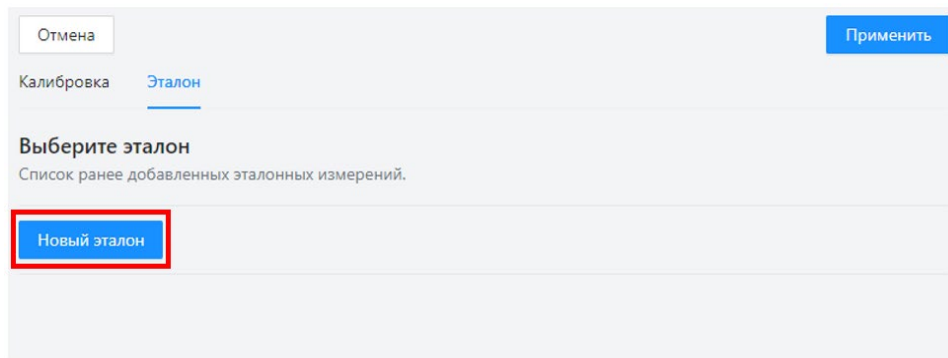 Отмена
Применить
Калибровка Эталон
Выберите эталон
Список ранее добавленных эталонных измерений.
Новый эталон